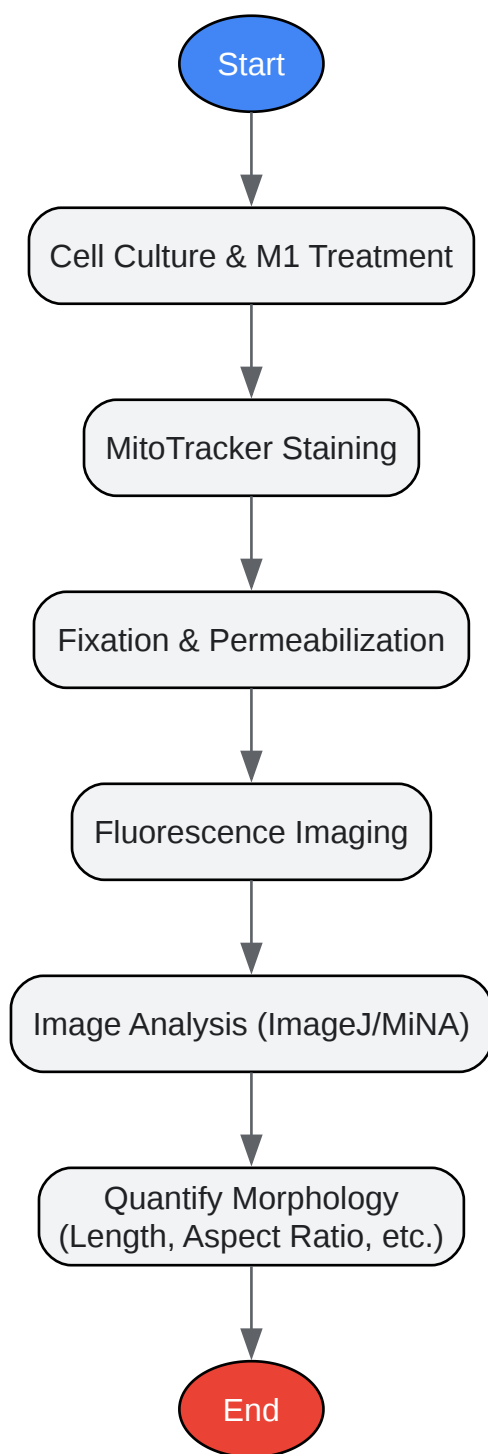 Start
Cell Culture & M1 Treatment
MitoTracker Staining
Fixation & Permeabilization
Fluorescence Imaging
Image Analysis (ImageJ/MiNA)
Quantify Morphology
(Length, Aspect Ratio, etc.)
End